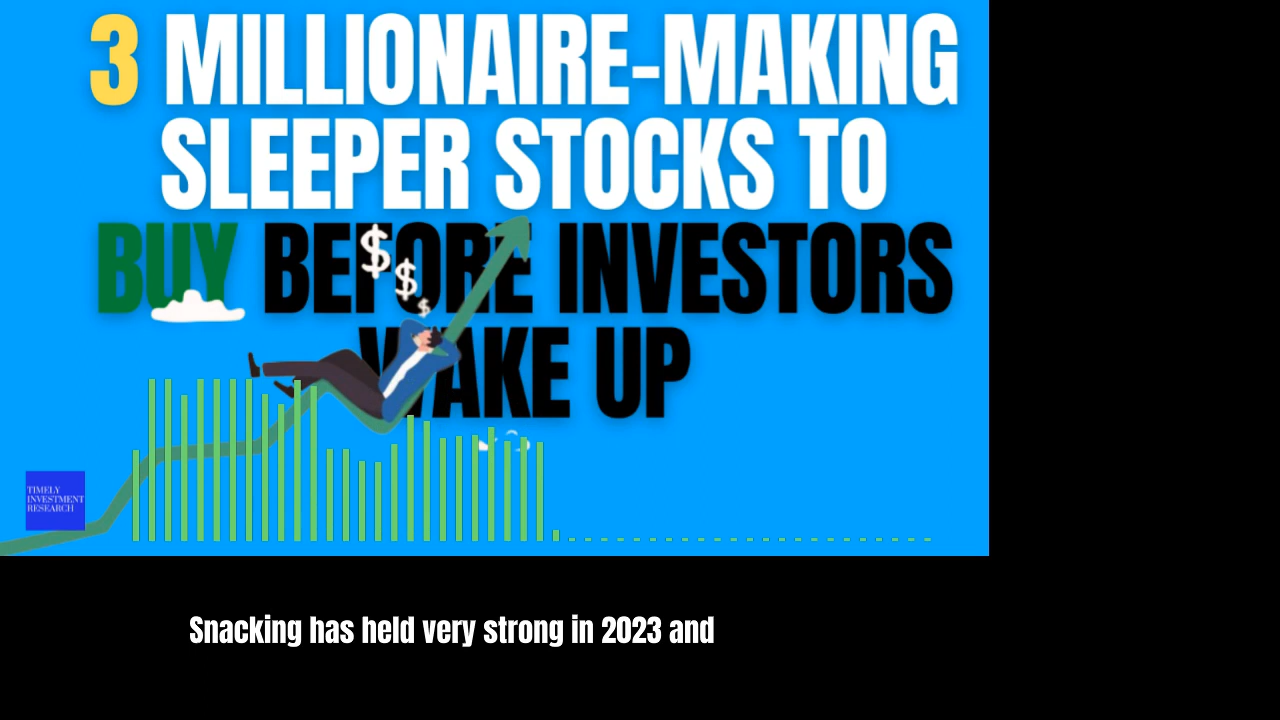 3 MILLIONAIRE-MAKING
SLEEPER STOCKS TO
BUY BEFORE INVESTORS
WAKE UP
$
$
$
TIMELY
INVESTMENT
RESEARCH
Snacking has held very strong in 2023 and